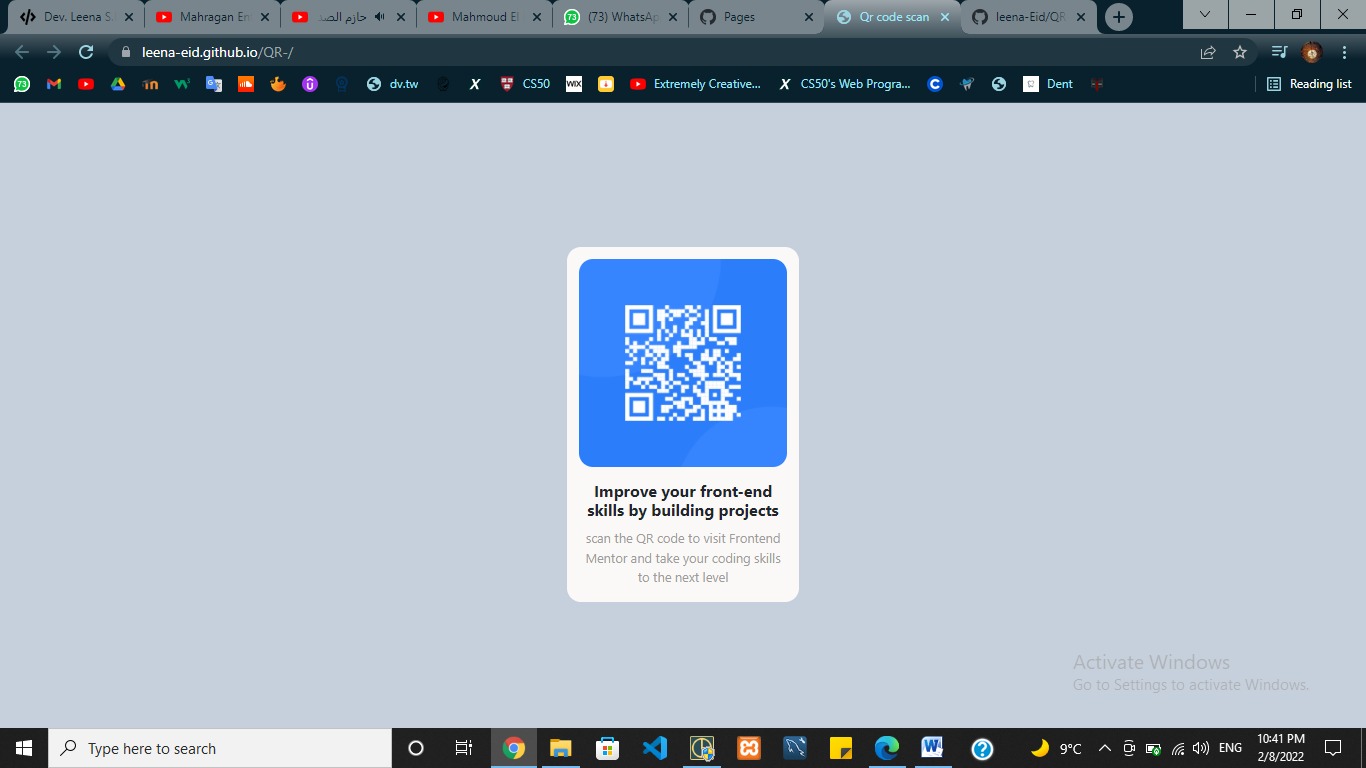 Dev. Leena S.
Mahragan En
حازم الصد
Mahmoud El
(73) WhatsAp
Pages
Qr code scan
leena-Eid/QR
leena-eid.github.io/QR-/
73
dv.tw
CS50
WIX
Extremely Creative...
CS50's Web Progra...
Dent
Reading list
Improve your front-end
skills by building projects
scan the QR code to visit Frontend
Mentor and take your coding skills
to the next level
Activate Windows
Go to Settings to activate Windows.
Type here to search
9°C
ENG
10:41 PM
2/8/2022